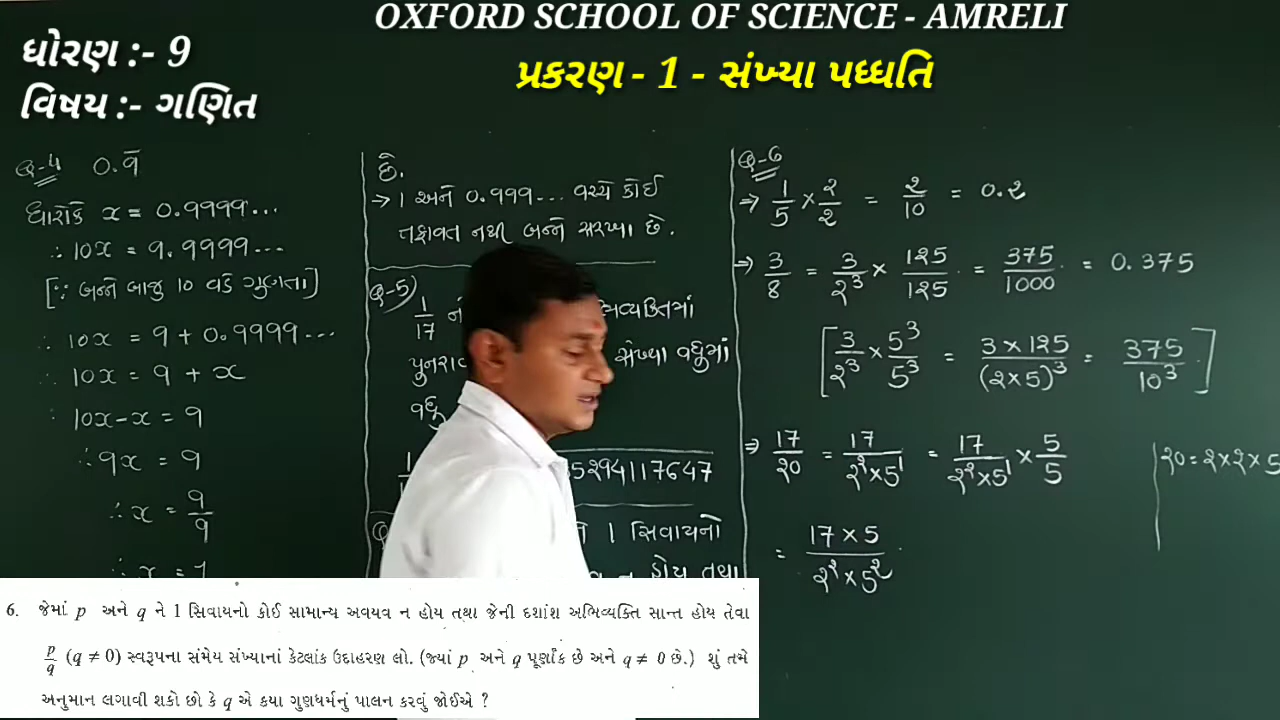 OXFORD SCHOOL OF SCIENCE - AMRELI
ધોરણ :- 9
વિષય :- ગણિત
પ્રકરણ - 1 - સંખ્યા પધ્ધતિ
Q-4 0.9̅
ધારોકે x = 0.9999...
∴ 10x = 9.9999...
[∵ બન્ને બાજુ 10 વડે ગુણતા]
∴ 10x = 9 + 0.9999...
∴ 10x = 9 + x
∴ 10x - x = 9
∴ 9x = 9
∴ x = 9/9
∴ x = 1
છે.
→ 1 અને 0.999... વચ્ચે કોઈ
તફાવત નથી બન્ને સરખા છે.
Q-5)
1/17
સંખ્યા વધુમાં
વધુ
5294117647
1 સિવાયનો
ન હોય તથા
Q-6
⇒ 1/5 × 2/2 = 2/10 = 0.2
⇒ 3/8 = 3/2³ × 125/125 = 375/1000 = 0.375
[3/2³ × 5³/5³ = 3×125/(2×5)³ = 375/10³]
⇒ 17/20 = 17/2²×5¹ = 17/2²×5¹ × 5/5
20 = 2×2×5
= 17×5/2²×5²
6. જેમાં p અને q ને 1 સિવાયનો કોઈ સામાન્ય અવયવ ન હોય તથા જેની દશાંશ અભિવ્યક્તિ સાન્ત હોય તેવા
p/q (q ≠ 0) સ્વરૂપના સંમેય સંખ્યાનાં કેટલાંક ઉદાહરણ લો. (જ્યાં p અને q પૂર્ણાંક છે અને q ≠ 0 છે.) શું તમે
અનુમાન લગાવી શકો છો કે q એ કયા ગુણધર્મનું પાલન કરવું જોઈએ ?